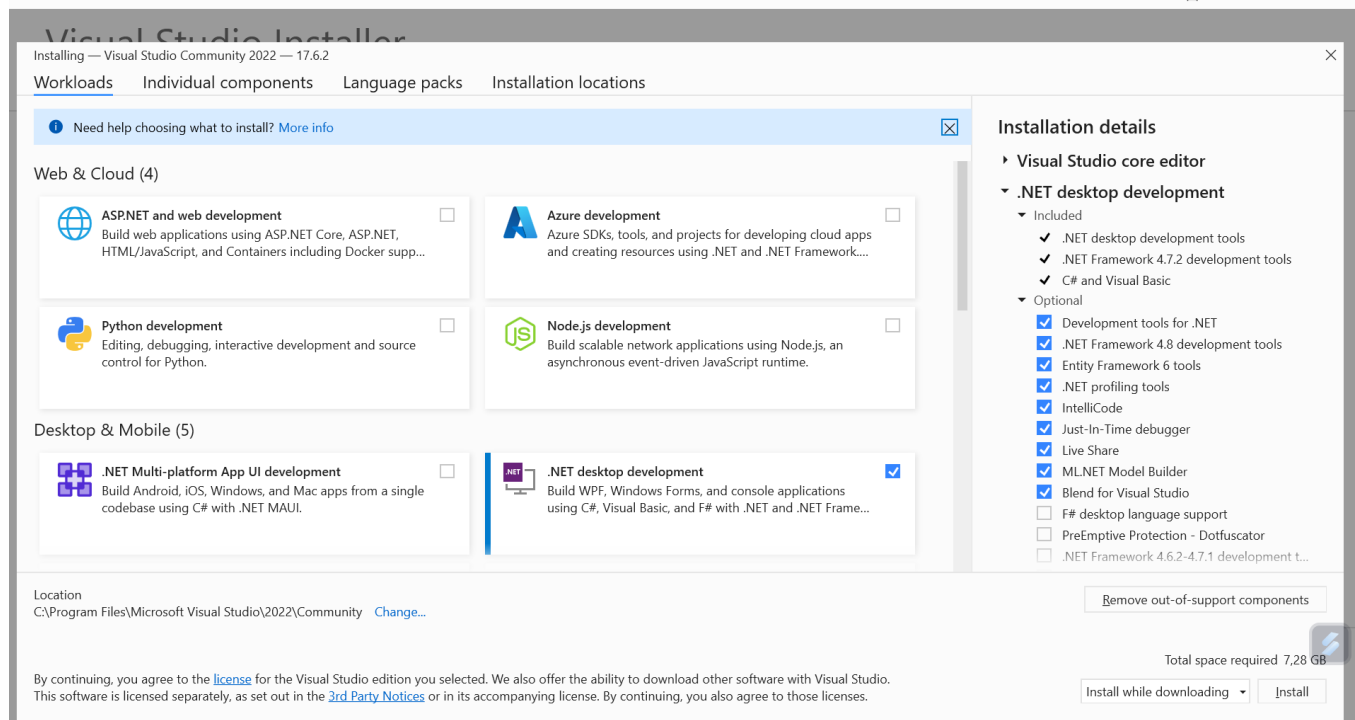 Visual Studio Installer
Installing — Visual Studio Community 2022 — 17.6.2
Workloads
Individual components
Language packs
Installation locations
Need help choosing what to install? More info
Web & Cloud (4)
ASP.NET and web development
Build web applications using ASP.NET Core, ASP.NET,
HTML/JavaScript, and Containers including Docker supp...
Azure development
Azure SDKs, tools, and projects for developing cloud apps
and creating resources using .NET and .NET Framework....
Python development
Editing, debugging, interactive development and source
control for Python.
Node.js development
Build scalable network applications using Node.js, an
asynchronous event-driven JavaScript runtime.
JS
Desktop & Mobile (5)
.NET Multi-platform App UI development
Build Android, iOS, Windows, and Mac apps from a single
codebase using C# with .NET MAUI.
.NET
.NET desktop development
Build WPF, Windows Forms, and console applications
using C#, Visual Basic, and F# with .NET and .NET Frame...
Installation details
Visual Studio core editor
.NET desktop development
Included
.NET desktop development tools
.NET Framework 4.7.2 development tools
C# and Visual Basic
Optional
Development tools for .NET
.NET Framework 4.8 development tools
Entity Framework 6 tools
.NET profiling tools
IntelliCode
Just-In-Time debugger
Live Share
ML.NET Model Builder
Blend for Visual Studio
F# desktop language support
PreEmptive Protection - Dotfuscator
.NET Framework 4.6.2-4.7.1 development t...
Location
C:\Program Files\Microsoft Visual Studio\2022\Community Change...
Remove out-of-support components
Total space required 7,28 GB
By continuing, you agree to the license for the Visual Studio edition you selected. We also offer the ability to download other software with Visual Studio.
This software is licensed separately, as set out in the 3rd Party Notices or in its accompanying license. By continuing, you also agree to those licenses.
Install while downloading
Install